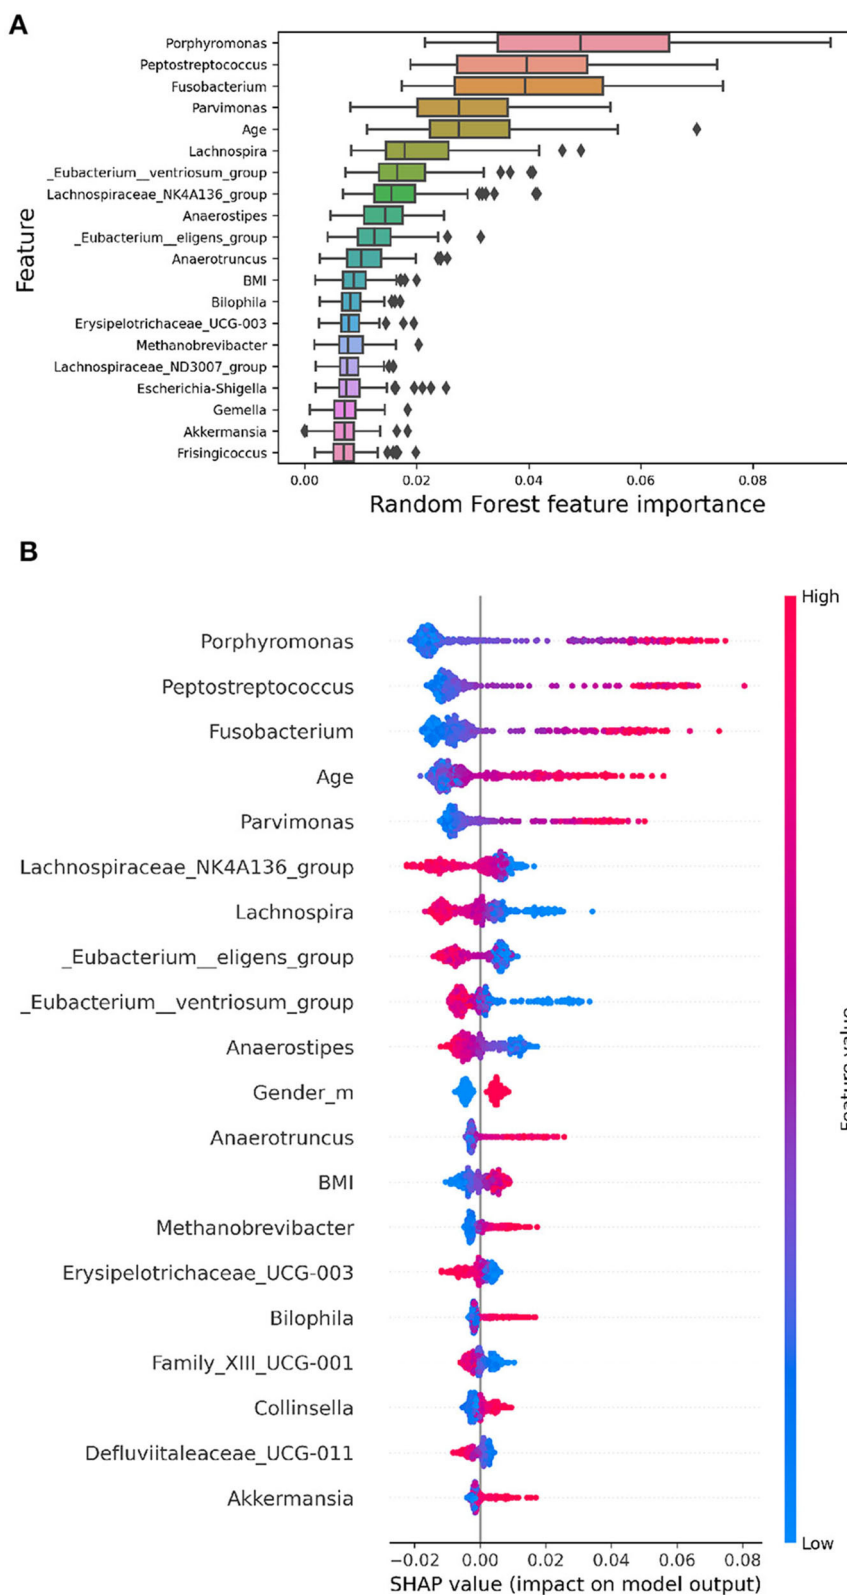 A
Feature
Porphyromonas
Peptostreptococcus
Fusobacterium
Parvimonas
Age
Lachnospira
_Eubacterium__ventriosum_group
Lachnospiraceae_NK4A136_group
Anaerostipes
_Eubacterium__eligens_group
Anaerotruncus
BMI
Bilophila
Erysipelotrichaceae_UCG-003
Methanobrevibacter
Lachnospiraceae_ND3007_group
Escherichia-Shigella
Gemella
Akkermansia
Frisingicoccus
0.00 0.02 0.04 0.06 0.08
Random Forest feature importance
B
High
Porphyromonas
Peptostreptococcus
Fusobacterium
Age
Parvimonas
Lachnospiraceae_NK4A136_group
Lachnospira
_Eubacterium__eligens_group
_Eubacterium__ventriosum_group
Anaerostipes
Gender_m
Anaerotruncus
BMI
Methanobrevibacter
Erysipelotrichaceae_UCG-003
Bilophila
Family_XIII_UCG-001
Collinsella
Defluviitaleaceae_UCG-011
Akkermansia
Feature value
Low
−0.02 0.00 0.02 0.04 0.06 0.08
SHAP value (impact on model output)